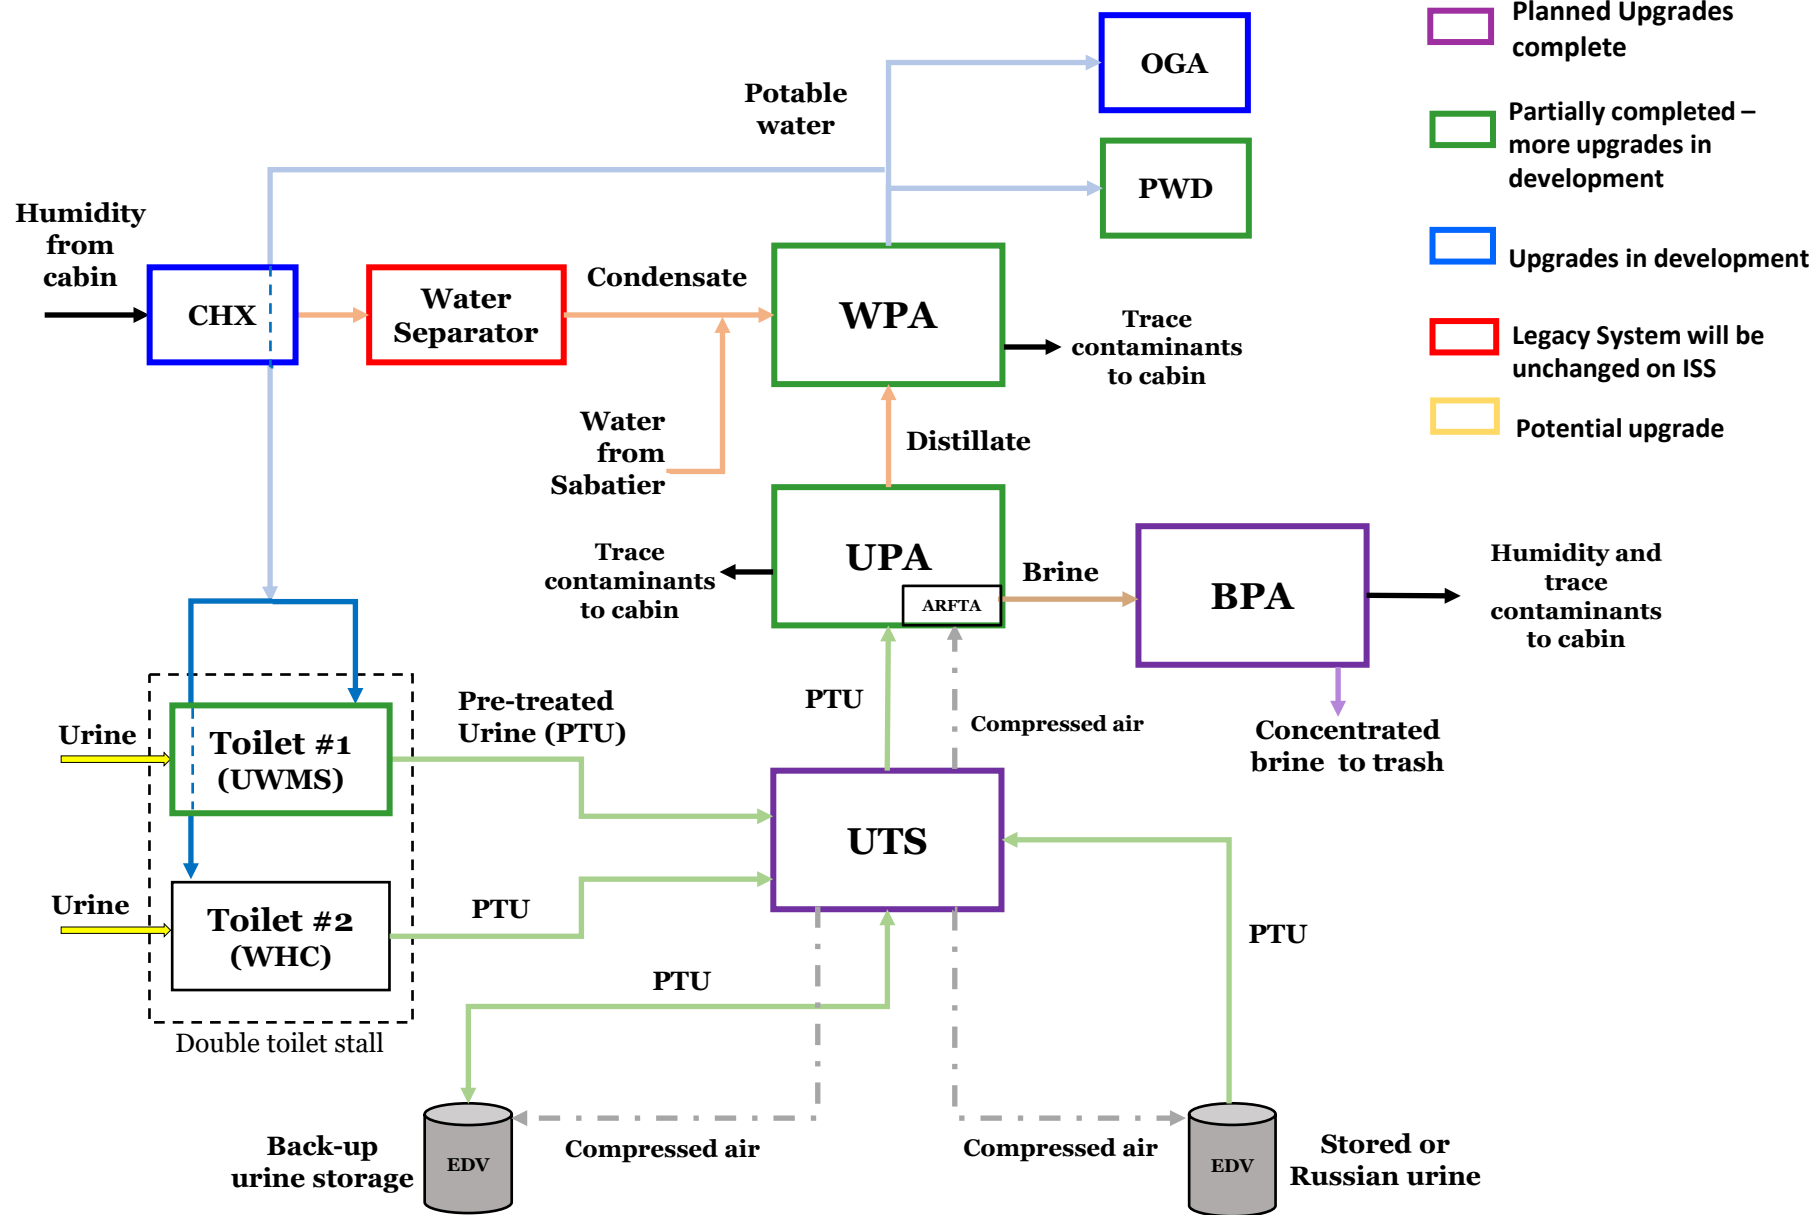 Planned Upgrades
complete
OGA
Potable
water
Partially completed –
more upgrades in
development
PWD
Humidity
from
cabin
Upgrades in development
CHX
Water
Separator
Condensate
WPA
Trace
contaminants
to cabin
Legacy System will be
unchanged on ISS
Water
from
Sabatier
Distillate
Potential upgrade
Trace
contaminants
to cabin
UPA
ARFTA
Brine
BPA
Humidity and
trace
contaminants
to cabin
PTU
Compressed air
Concentrated
brine to trash
Urine
Toilet #1
(UWMS)
Pre-treated
Urine (PTU)
UTS
Urine
Toilet #2
(WHC)
PTU
PTU
PTU
Double toilet stall
Back-up
urine storage
EDV
Compressed air
Compressed air
EDV
Stored or
Russian urine